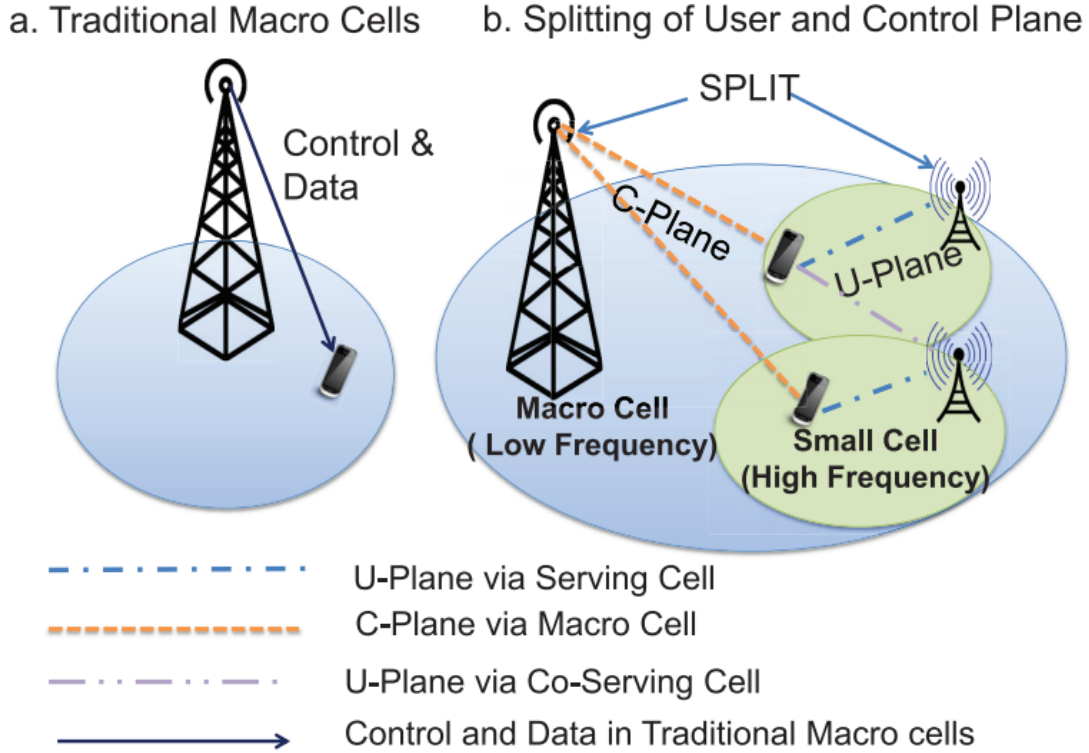 a. Traditional Macro Cells
b. Splitting of User and Control Plane
SPLIT
Control &
Data
C-Plane
U-Plane
Macro Cell
( Low Frequency)
Small Cell
(High Frequency)
U-Plane via Serving Cell
C-Plane via Macro Cell
U-Plane via Co-Serving Cell
Control and Data in Traditional Macro cells